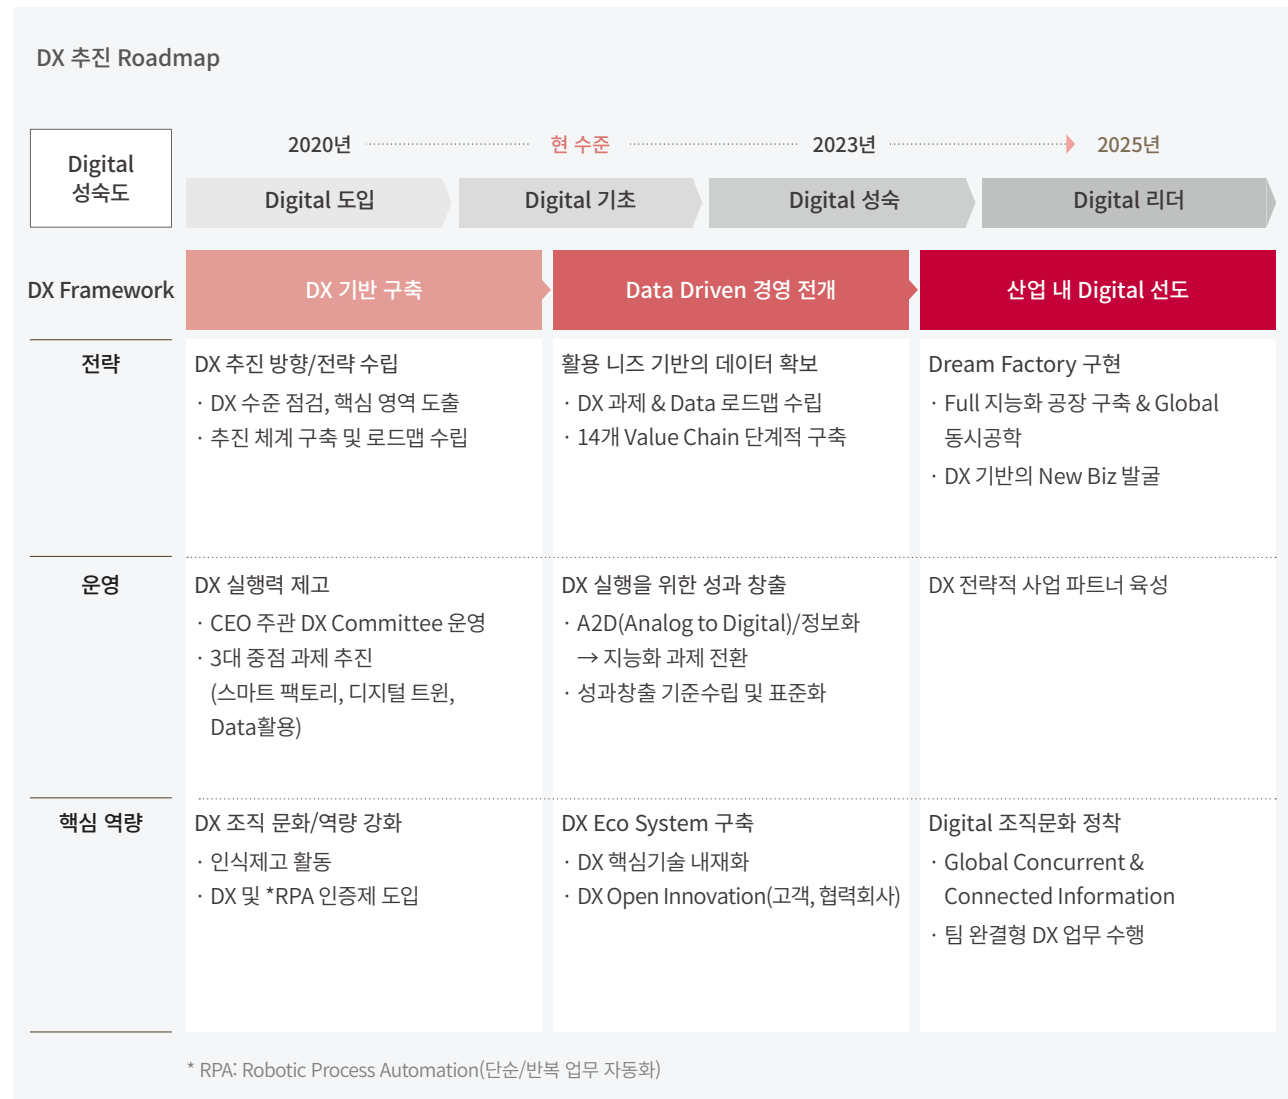 DX 추진 Roadmap
Digital
성숙도
2020년 현 수준 2023년 2025년
Digital 도입 Digital 기초 Digital 성숙 Digital 리더
DX Framework DX 기반 구축 Data Driven 경영 전개 산업 내 Digital 선도
전략
DX 추진 방향/전략 수립
· DX 수준 점검, 핵심 영역 도출
· 추진 체계 구축 및 로드맵 수립
활용 니즈 기반의 데이터 확보
· DX 과제 & Data 로드맵 수립
· 14개 Value Chain 단계적 구축
Dream Factory 구현
· Full 지능화 공장 구축 & Global
동시공학
· DX 기반의 New Biz 발굴
운영
DX 실행력 제고
· CEO 주관 DX Committee 운영
· 3대 중점 과제 추진
(스마트 팩토리, 디지털 트윈,
Data활용)
DX 실행을 위한 성과 창출
· A2D(Analog to Digital)/정보화
→ 지능화 과제 전환
· 성과창출 기준수립 및 표준화
DX 전략적 사업 파트너 육성
핵심 역량
DX 조직 문화/역량 강화
· 인식제고 활동
· DX 및 *RPA 인증제 도입
DX Eco System 구축
· DX 핵심기술 내재화
· DX Open Innovation(고객, 협력회사)
Digital 조직문화 정착
· Global Concurrent &
Connected Information
· 팀 완결형 DX 업무 수행
* RPA: Robotic Process Automation(단순/반복 업무 자동화)